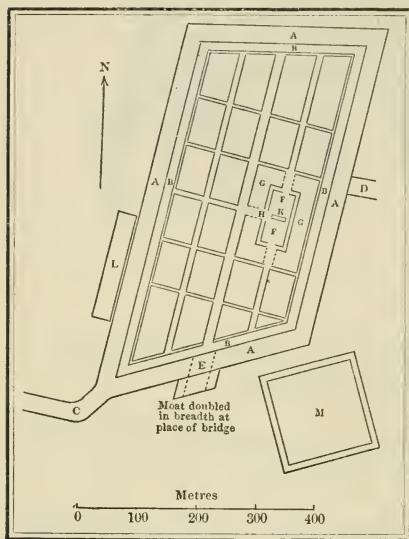 A
N
B
A B
G
F
B
D
H
K
G
A
F
L
B
A
E
Moat doubled
in breadth at
place of bridge
M
C
Metres
0 100 200 300 400